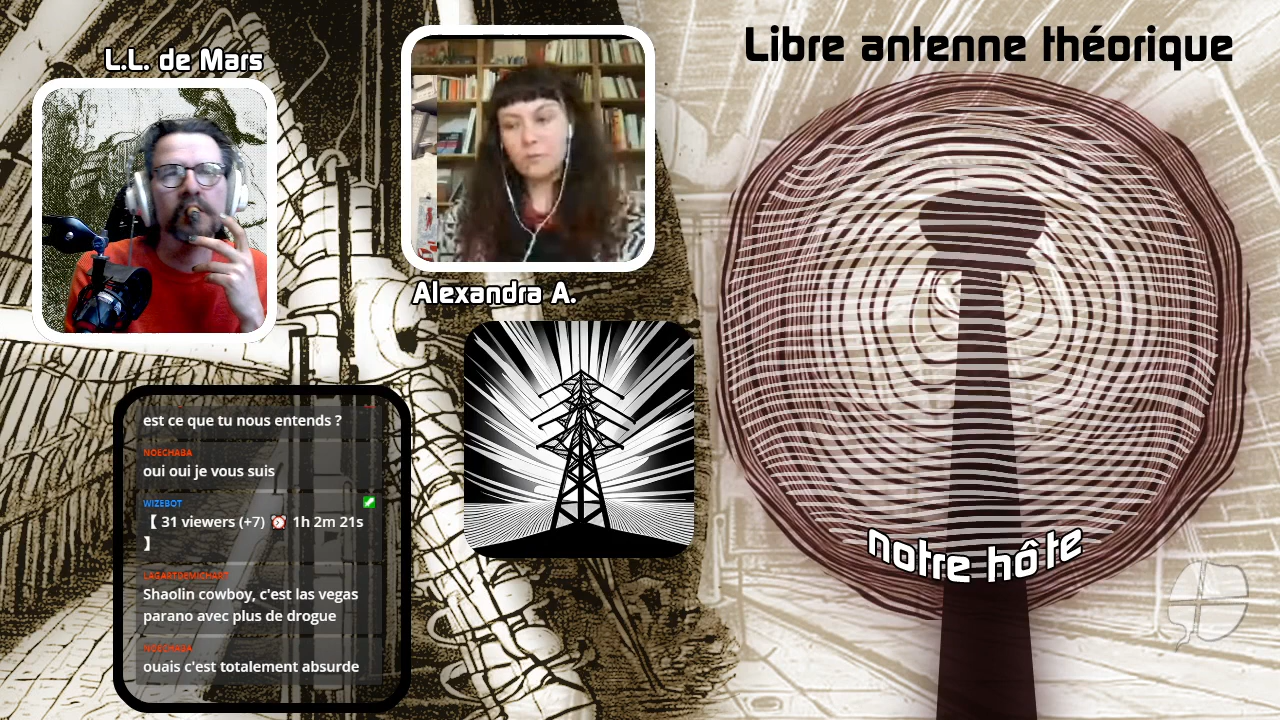 L.L. de Mars
Libre antenne théorique
Alexandra A.
est ce que tu nous entends ?
NOECHABA
oui oui je vous suis
WIZEBOT
【 31 viewers (+7) ⏰ 1h 2m 21s
】
LAGARTDEMICHART
Shaolin cowboy, c'est las vegas
parano avec plus de drogue
NOECHABA
ouais c'est totalement absurde
notre hôte